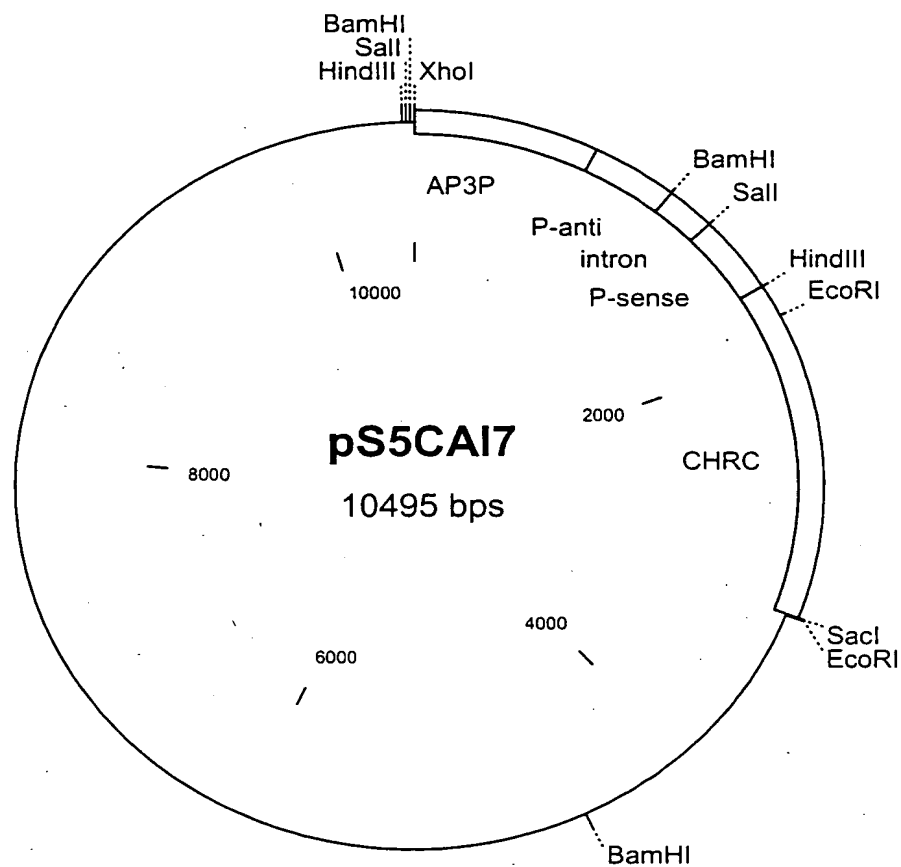 BamHI
SalI
HindIII
XhoI
BamHI
SalI
HindIII
EcoRI
AP3P
P-anti
intron
P-sense
10000
2000
pS5CAI7
10495 bps
CHRC
8000
4000
6000
SacI
EcoRI
BamHI